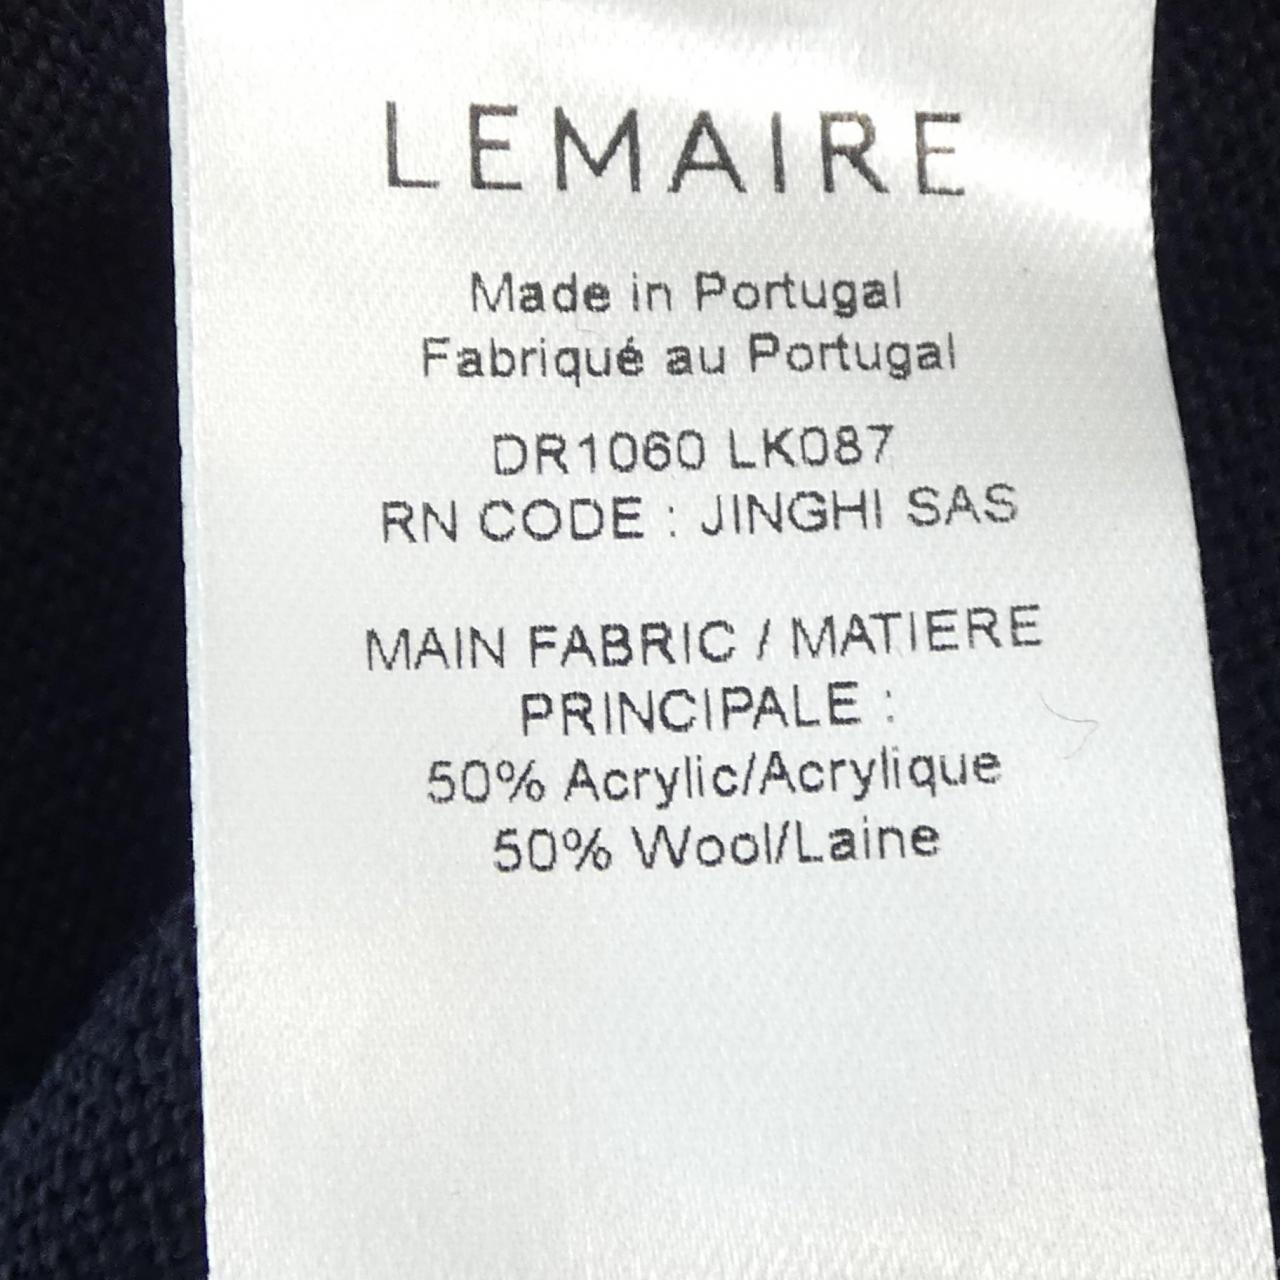 LEMAIRE
Made in Portugal
Fabriqué au Portugal
DR1060 LK087
RN CODE : JINGHI SAS
MAIN FABRIC / MATIERE
PRINCIPALE :
50% Acrylic/Acrylique
50% Wool/Laine